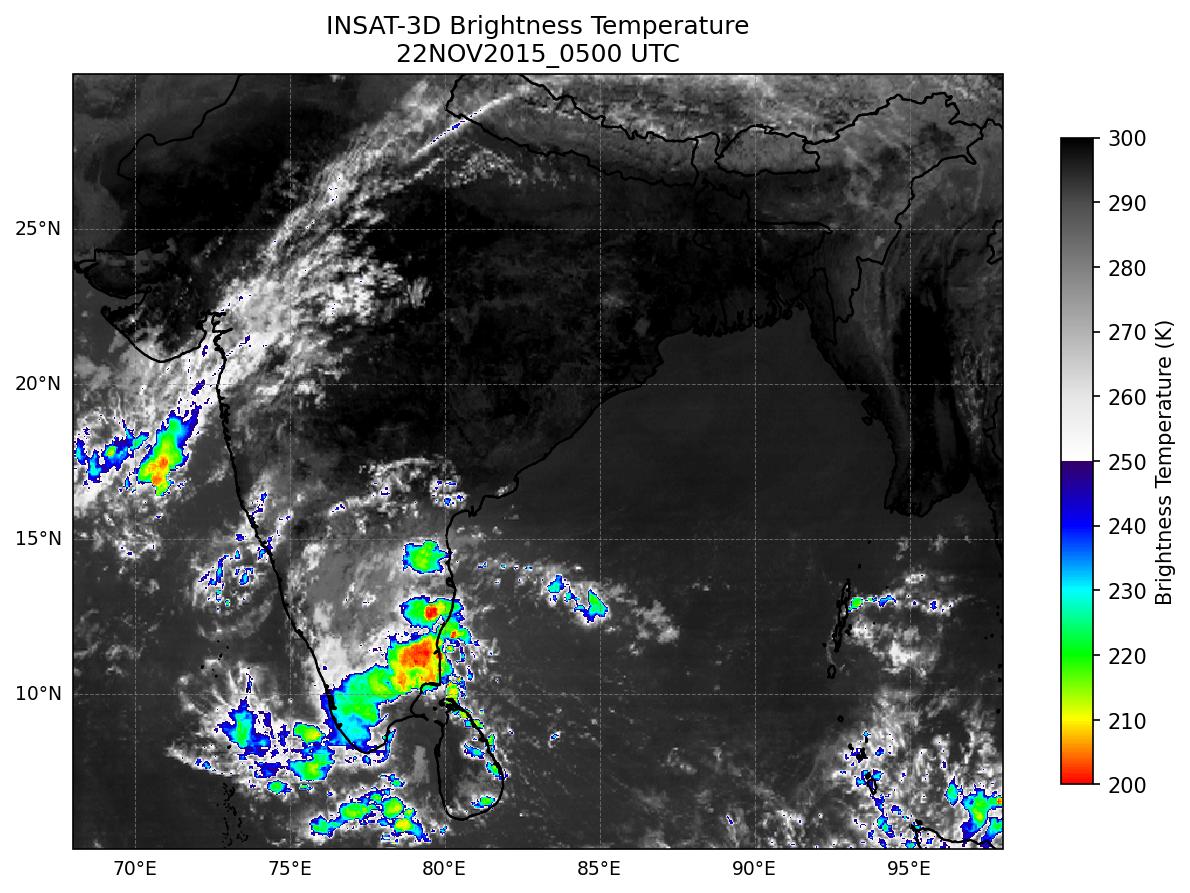 INSAT-3D Brightness Temperature
22NOV2015_0500 UTC
25°N
20°N
15°N
10°N
70°E
75°E
80°E
85°E
90°E
95°E
300
290
280
270
260
250
240
230
220
210
200
Brightness Temperature (K)